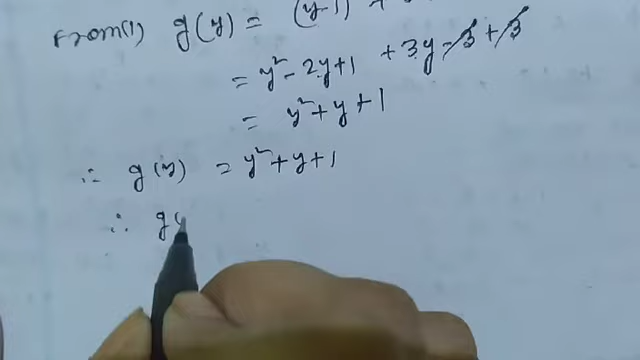 From(1) g(y) = (y-1) +
= y² - 2y+1 + 3y - 3 + 3
= y² + y + 1
∴ g(y) = y² + y + 1
∴ g(